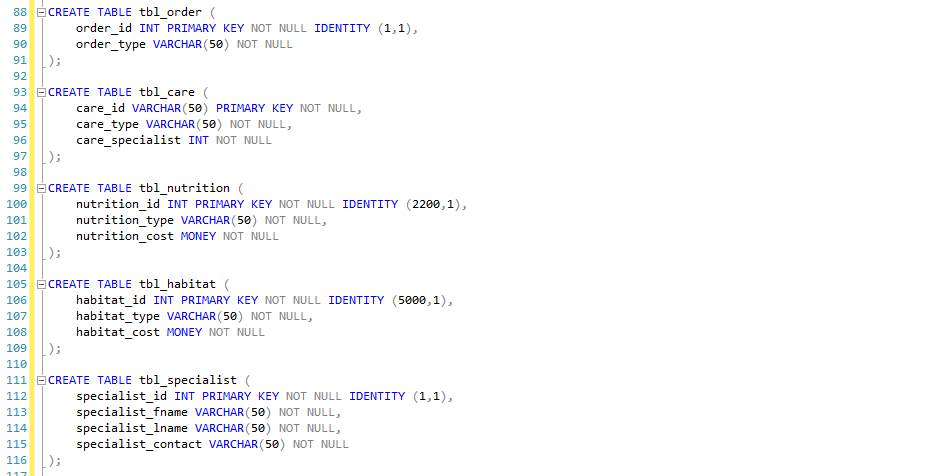 88 CREATE TABLE tbl_order (
89 order_id INT PRIMARY KEY NOT NULL IDENTITY (1,1),
90 order_type VARCHAR(50) NOT NULL
91 );
92
93 CREATE TABLE tbl_care (
94 care_id VARCHAR(50) PRIMARY KEY NOT NULL,
95 care_type VARCHAR(50) NOT NULL,
96 care_specialist INT NOT NULL
97 );
98
99 CREATE TABLE tbl_nutrition (
100 nutrition_id INT PRIMARY KEY NOT NULL IDENTITY (2200,1),
101 nutrition_type VARCHAR(50) NOT NULL,
102 nutrition_cost MONEY NOT NULL
103 );
104
105 CREATE TABLE tbl_habitat (
106 habitat_id INT PRIMARY KEY NOT NULL IDENTITY (5000,1),
107 habitat_type VARCHAR(50) NOT NULL,
108 habitat_cost MONEY NOT NULL
109 );
110
111 CREATE TABLE tbl_specialist (
112 specialist_id INT PRIMARY KEY NOT NULL IDENTITY (1,1),
113 specialist_fname VARCHAR(50) NOT NULL,
114 specialist_lname VARCHAR(50) NOT NULL,
115 specialist_contact VARCHAR(50) NOT NULL
116 );
117